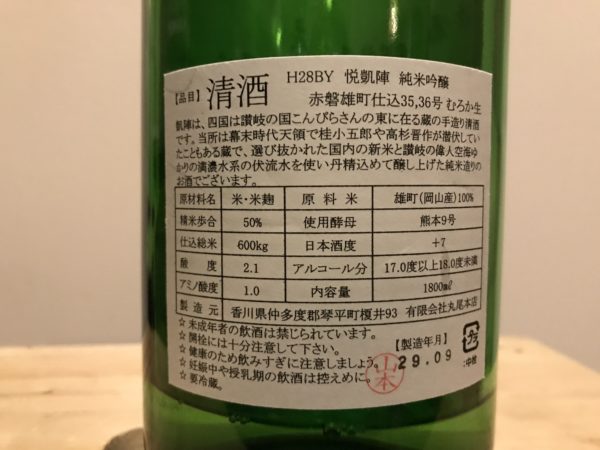 【品目】 清酒 H28BY 悦凱陣 純米吟醸
赤磐雄町仕込35,36号 むろか生
凱陣は、四国は讃岐の国こんぴらさんの東に在る蔵の手造り清酒
です。当所は幕末時代天領で桂小五郎や高杉晋作が潜伏してい
たこともある蔵で、選び抜かれた国内の新米と讃岐の偉人空海ゆ
かりの満濃水系の伏流水を使い丹精込めて醸し上げた純米造りの
お酒でございます。
原材料名 米・米麹 原料米 雄町(岡山産)100%
精米歩合 50% 使用酵母 熊本9号
仕込総米 600kg 日本酒度 +7
酸度 2.1 アルコール分 17.0度以上18.0度未満
アミノ酸度 1.0 内容量 1800mℓ
製造元 香川県仲多度郡琴平町榎井93 有限会社丸尾本店
☆未成年者の飲酒は禁じられています。
☆開栓には十分注意して下さい。
☆健康のため飲みすぎに注意しましょう。
☆妊娠中や授乳期の飲酒は控えめに。
☆要冷蔵。
【製造年月】
29.09
山本
プラ
:中栓